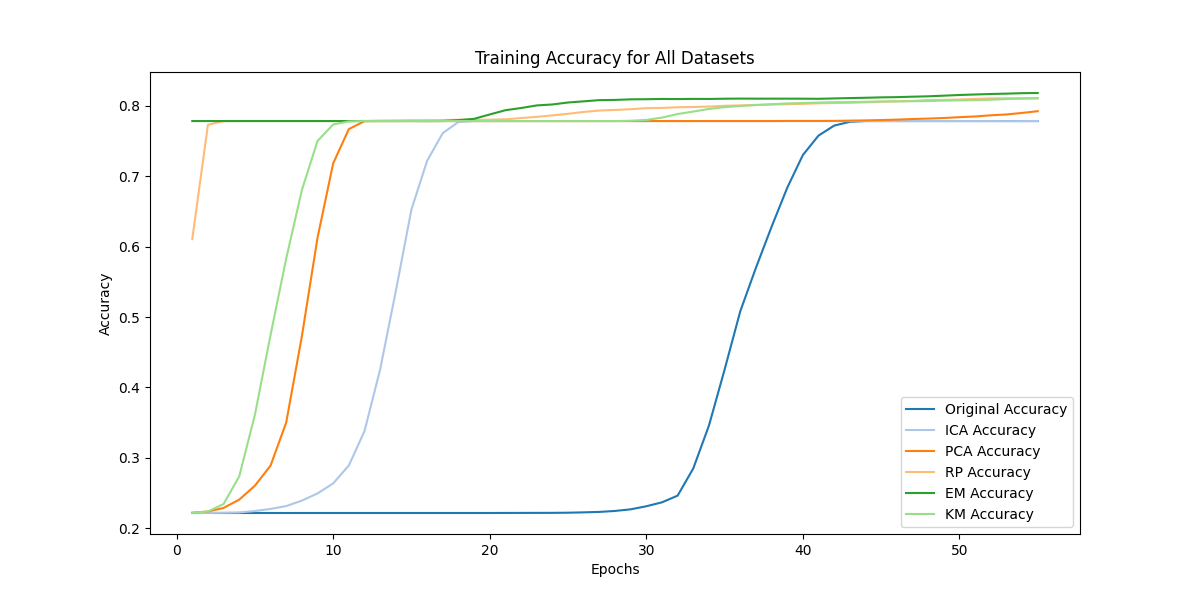 Training Accuracy for All Datasets
Accuracy
0.8
0.7
0.6
0.5
0.4
0.3
0.2
0
10
20
30
40
50
Epochs
Original Accuracy
ICA Accuracy
PCA Accuracy
RP Accuracy
EM Accuracy
KM Accuracy